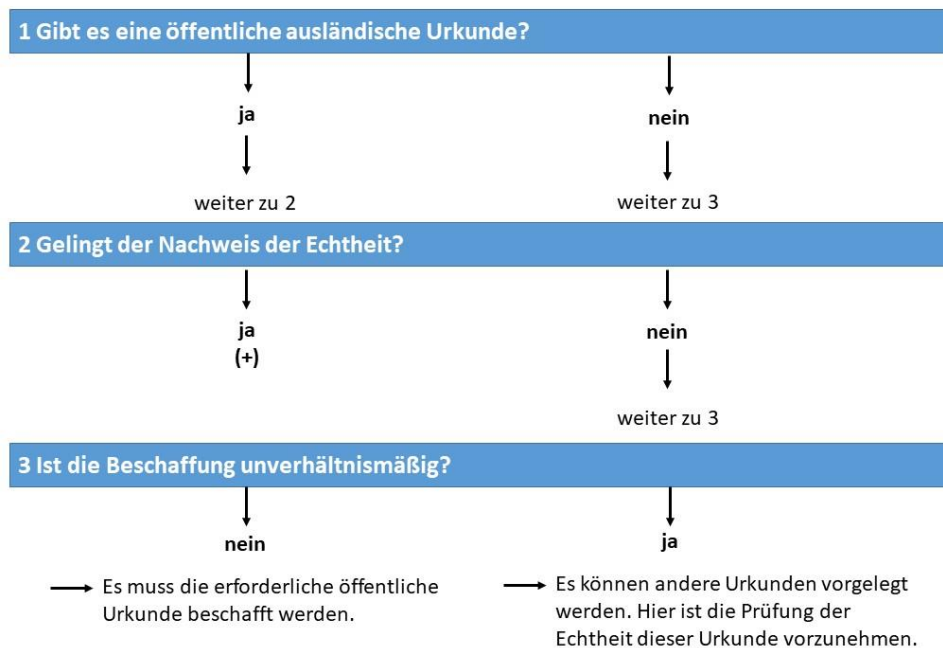 1 Gibt es eine öffentliche ausländische Urkunde?
ja
nein
weiter zu 2
weiter zu 3
2 Gelingt der Nachweis der Echtheit?
ja
(+)
nein
weiter zu 3
3 Ist die Beschaffung unverhältnismäßig?
nein
ja
Es muss die erforderliche öffentliche
Urkunde beschafft werden.
Es können andere Urkunden vorgelegt
werden. Hier ist die Prüfung der
Echtheit dieser Urkunde vorzunehmen.